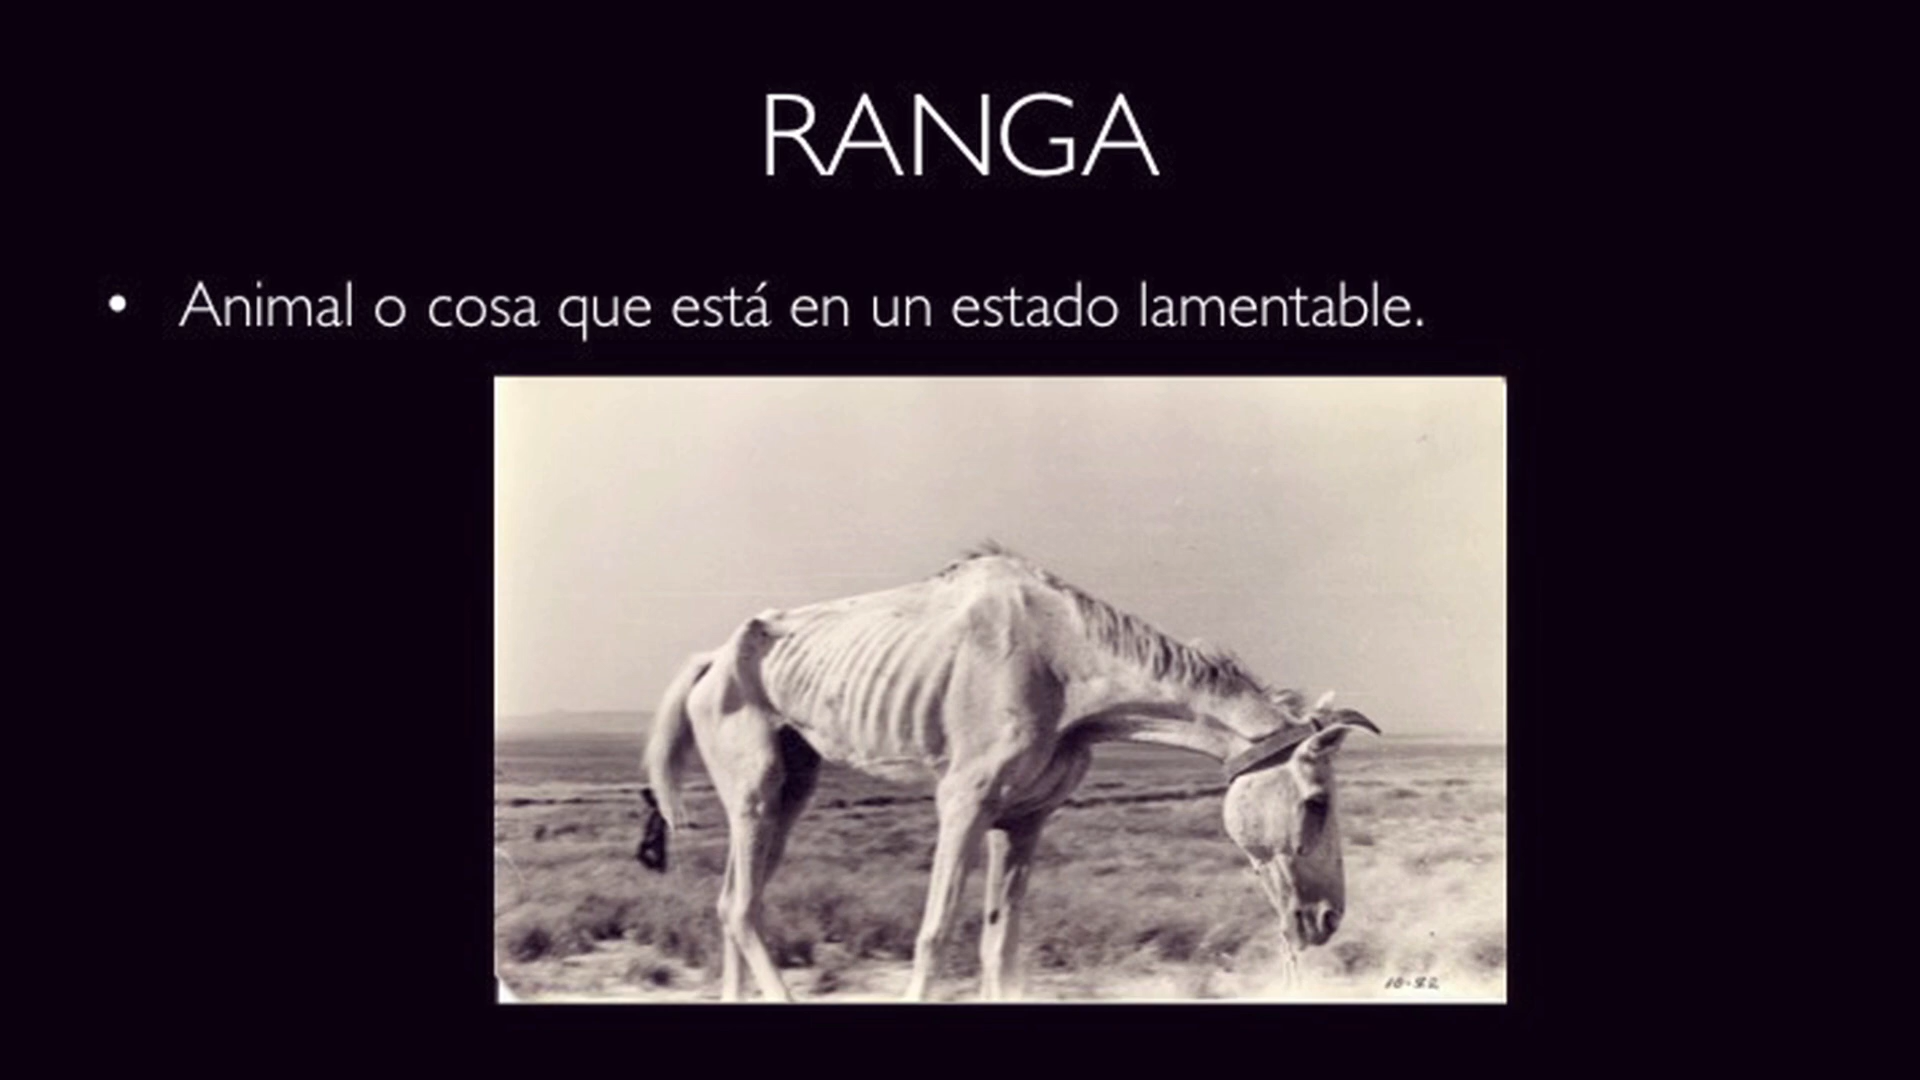 RANGA
• Animal o cosa que está en un estado lamentable.